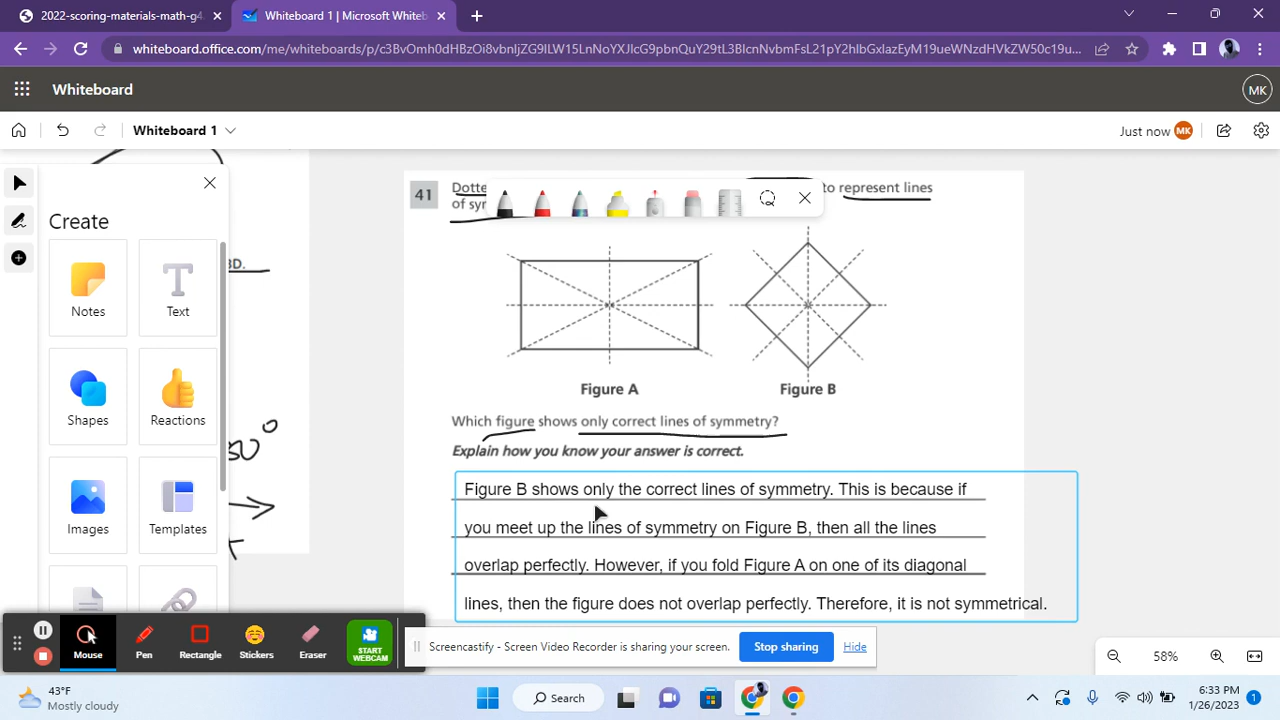 2022-scoring-materials-math-g4
Whiteboard 1 | Microsoft Whiteb
whiteboard.office.com/me/whiteboards/p/
Whiteboard
MK
Whiteboard 1
Just now MK
Create
Notes
Text
Shapes
Reactions
Images
Templates
3D.
80°
41
Dotte
to represent lines
of syr
Figure A
Figure B
Which figure shows only correct lines of symmetry?
Explain how you know your answer is correct.
Figure B shows only the correct lines of symmetry. This is because if
you meet up the lines of symmetry on Figure B, then all the lines
overlap perfectly. However, if you fold Figure A on one of its diagonal
lines, then the figure does not overlap perfectly. Therefore, it is not symmetrical.
Mouse
Pen
Rectangle
Stickers
Eraser
START
WEBCAM
Screencastify - Screen Video Recorder is sharing your screen.
Stop sharing
Hide
58%
43°F
Mostly cloudy
Search
6:33 PM
1/26/2023
1